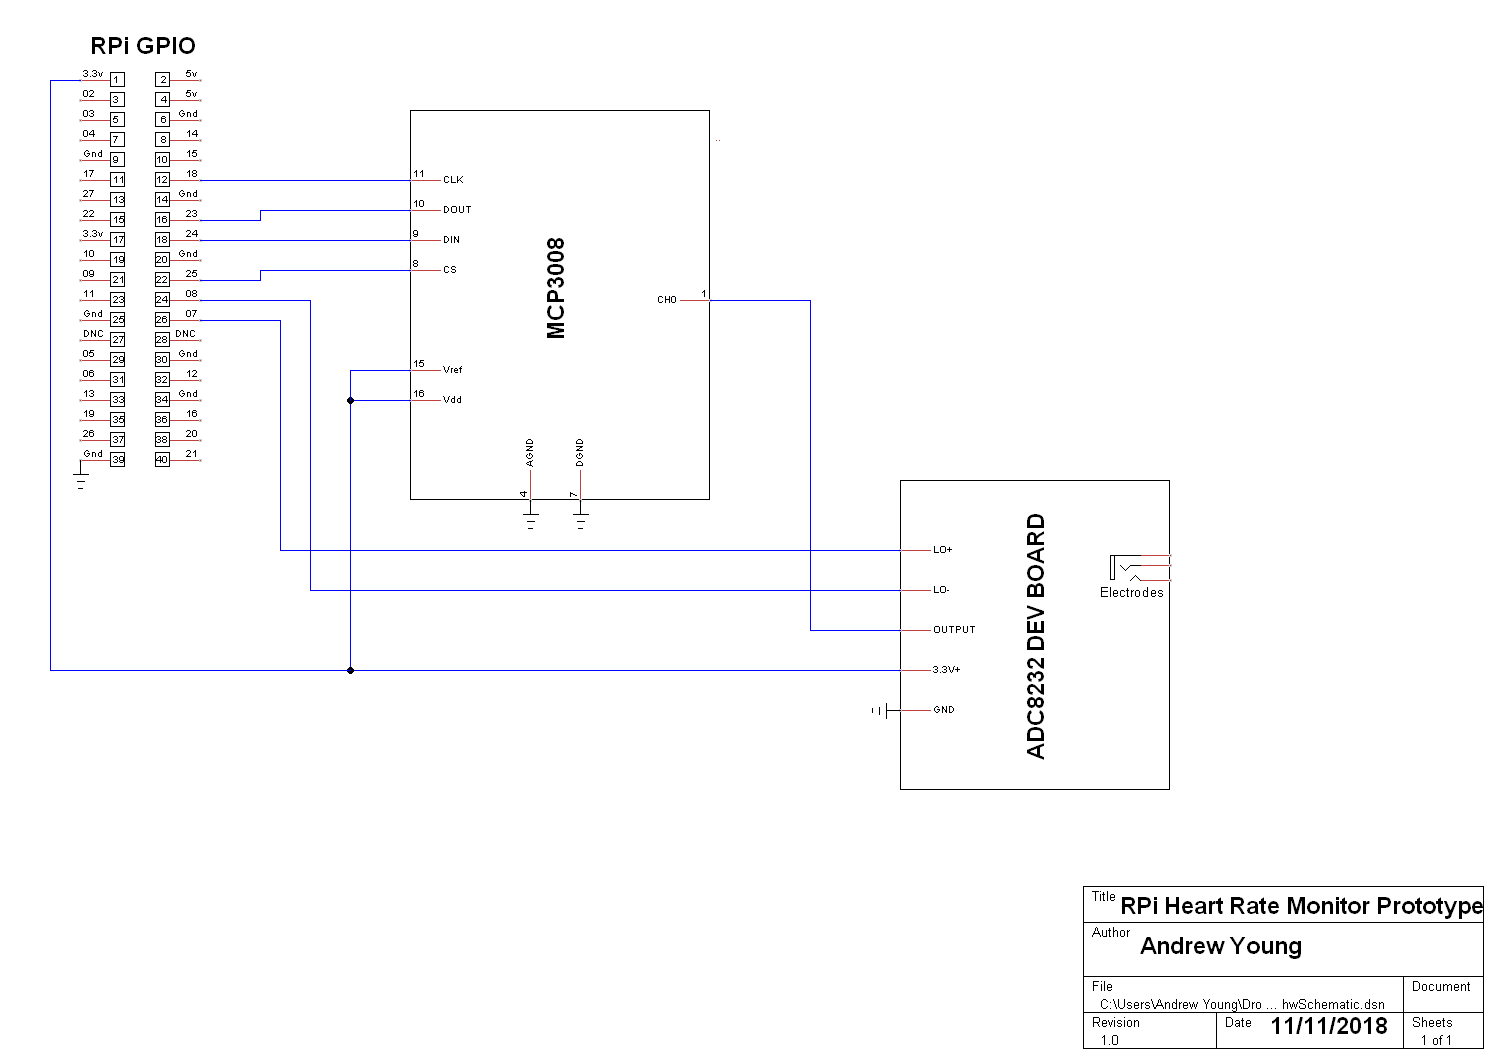 RPi GPIO
3.3v 1 2 5v
02 3 4 5v
03 5 6 Gnd
04 7 8 14
Gnd 9 10 15
17 11 12 18
27 13 14 Gnd
22 15 16 23
3.3v 17 18 24
10 19 20 Gnd
09 21 22 25
11 23 24 08
Gnd 25 26 07
DNC 27 28 DNC
05 29 30 Gnd
06 31 32 12
13 33 34 Gnd
19 35 36 16
26 37 38 20
Gnd 39 40 21
11 CLK
10 DOUT
9 DIN
8 CS
15 Vref
16 Vdd
MCP3008
CH0 1
AGND 4
DGND 7
LO+
LO-
OUTPUT
3.3V+
GND
ADC8232 DEV BOARD
Electrodes
Title RPi Heart Rate Monitor Prototype
Author Andrew Young
File
C:\Users\Andrew Young\Dro ... hwSchematic.dsn
Document
Revision
1.0
Date 11/11/2018
Sheets
1 of 1